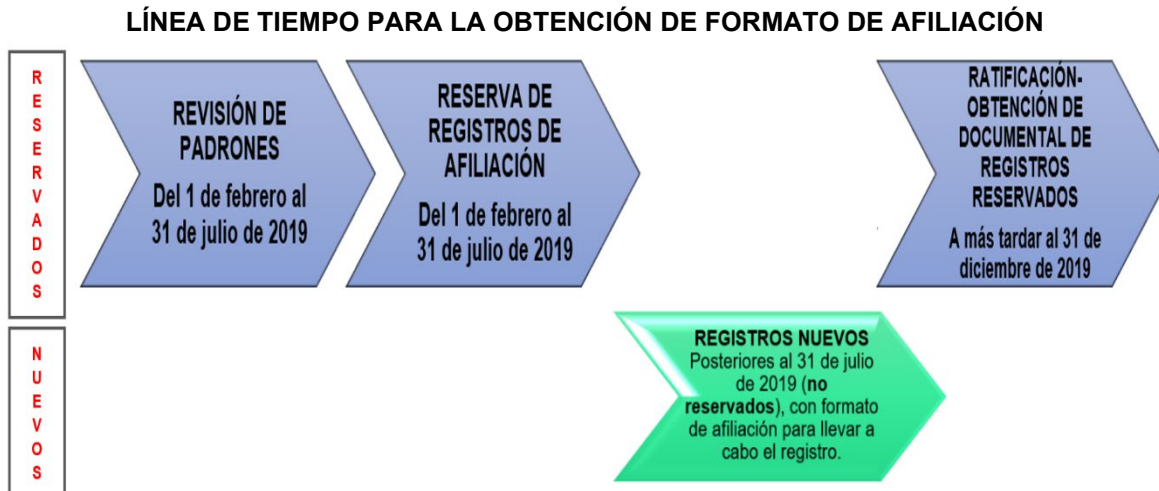 LÍNEA DE TIEMPO PARA LA OBTENCIÓN DE FORMATO DE AFILIACIÓN
RESERVADOS
REVISIÓN DE
PADRONES
Del 1 de febrero al
31 de julio de 2019
RESERVA DE
REGISTROS DE
AFILIACIÓN
Del 1 de febrero al
31 de julio de 2019
RATIFICACIÓN-
OBTENCIÓN DE
DOCUMENTAL DE
REGISTROS
RESERVADOS
A más tardar al 31 de
diciembre de 2019
NUEVOS
REGISTROS NUEVOS
Posteriores al 31 de julio
de 2019 (no
reservados), con formato
de afiliación para llevar a
cabo el registro.